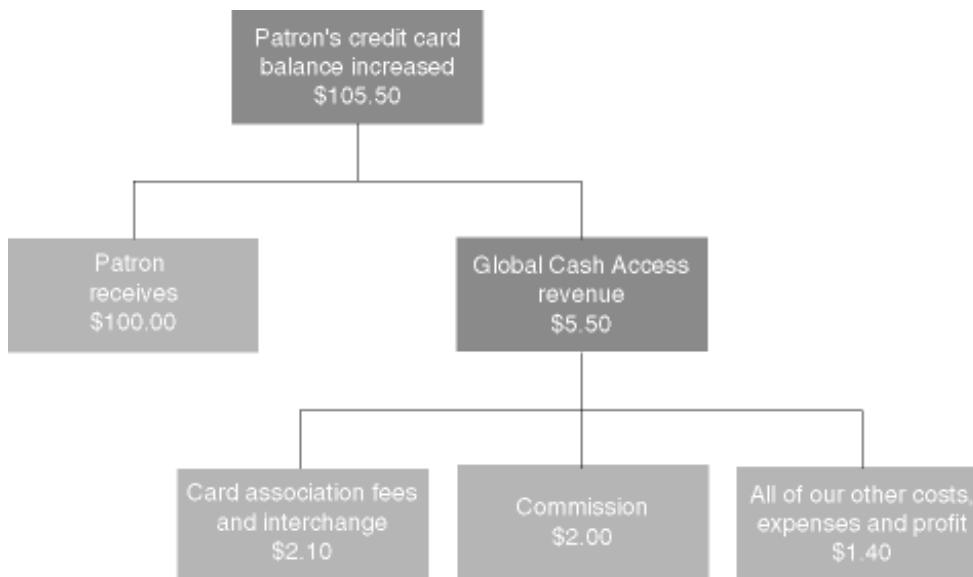 Patron's credit card
balance increased
$105.50
Patron
receives
$100.00
Global Cash Access
revenue
$5.50
Card association fees
and interchange
$2.10
Commission
$2.00
All of our other costs,
expenses and profit
$1.40